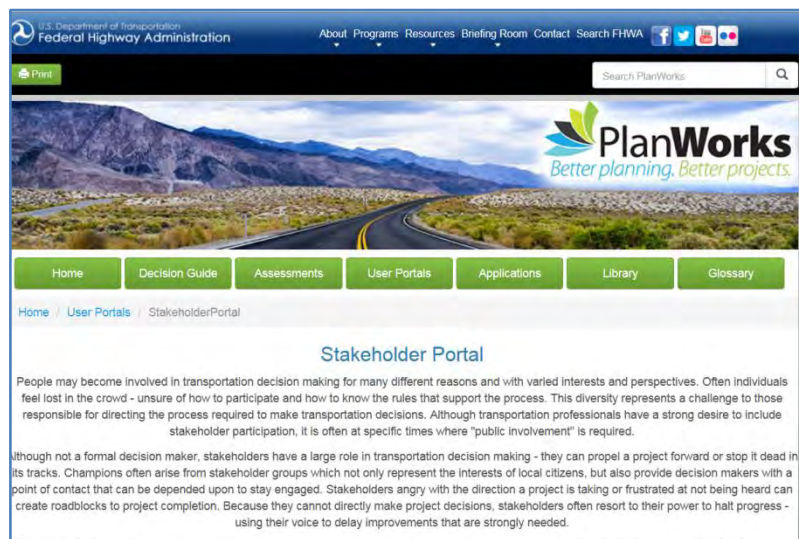 U.S. Department of Transportation
Federal Highway Administration
About Programs Resources Briefing Room Contact Search FHWA
Print
Search PlanWorks
PlanWorks
Better planning. Better projects.
Home Decision Guide Assessments User Portals Applications Library Glossary
Home / User Portals / StakeholderPortal
Stakeholder Portal
People may become involved in transportation decision making for many different reasons and with varied interests and perspectives. Often individuals
feel lost in the crowd - unsure of how to participate and how to know the rules that support the process. This diversity represents a challenge to those
responsible for directing the process required to make transportation decisions. Although transportation professionals have a strong desire to include
stakeholder participation, it is often at specific times where "public involvement" is required.
Although not a formal decision maker, stakeholders have a large role in transportation decision making - they can propel a project forward or stop it dead in
its tracks. Champions often arise from stakeholder groups which not only represent the interests of local citizens, but also provide decision makers with a
point of contact that can be depended upon to stay engaged. Stakeholders angry with the direction a project is taking or frustrated at not being heard can
create roadblocks to project completion. Because they cannot directly make project decisions, stakeholders often resort to their power to halt progress -
using their voice to delay improvements that are strongly needed.